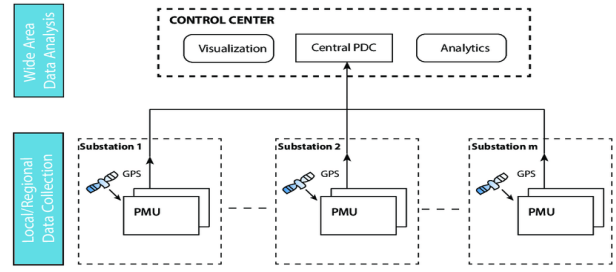 CONTROL CENTER
Wide Area
Data Analysis
Visualization
Central PDC
Analytics
Local/Regional
Data Collection
Substation 1
GPS
PMU
Substation 2
GPS
PMU
Substation m
GPS
PMU